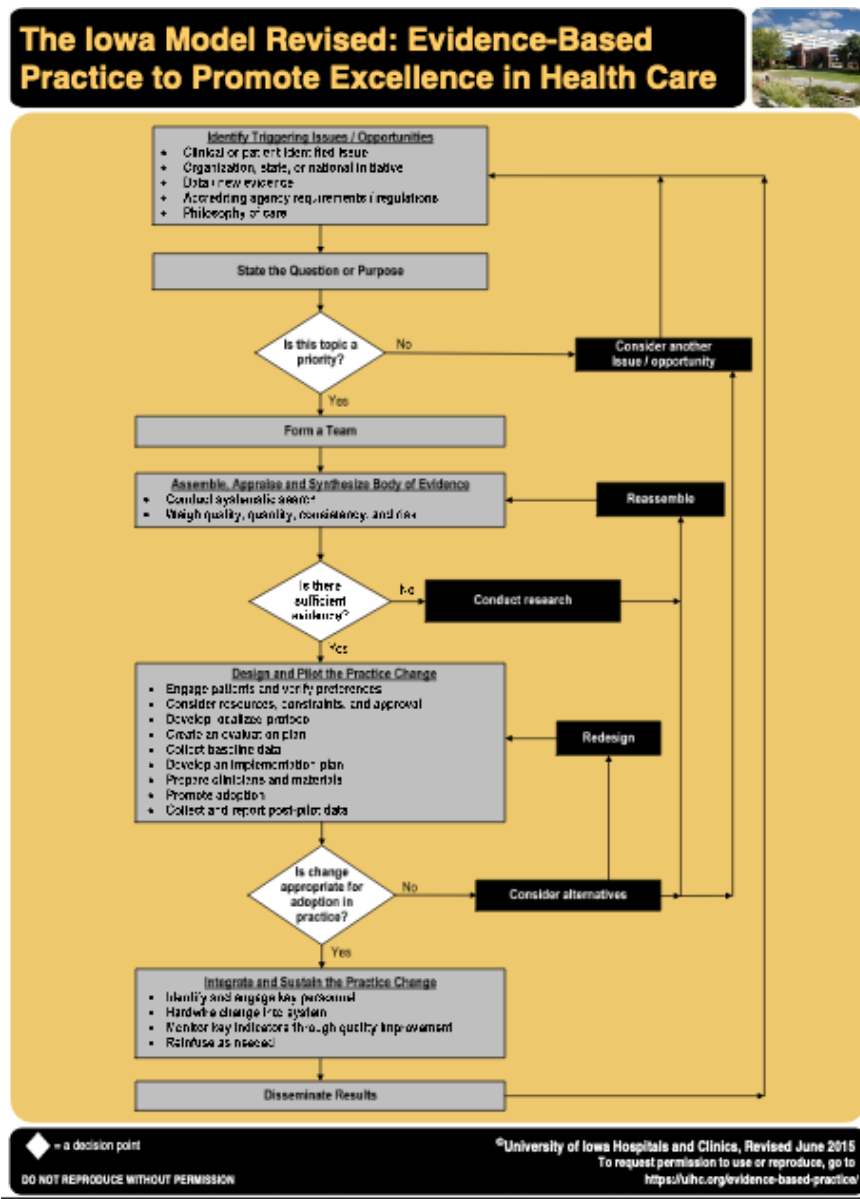 The Iowa Model Revised: Evidence-Based
Practice to Promote Excellence in Health Care
Identify Triggering Issues / Opportunities
• Clinical or patient identified issue
• Organization, state, or national initiative
• Data / new evidence
• Accrediting agency requirements / regulations
• Philosophy of care
State the Question or Purpose
Is this topic a
priority?
No
Consider another
Issue / opportunity
Yes
Form a Team
Assemble, Appraise and Synthesize Body of Evidence
• Conduct systematic search
• Weigh quality, quantity, consistency, and risk
Reassemble
Is there
sufficient
evidence?
No
Conduct research
Yes
Design and Pilot the Practice Change
• Engage patients and verify preferences
• Consider resources, constraints, and approval
• Develop localized protocol
• Create an evaluation plan
• Collect baseline data
• Develop an implementation plan
• Prepare clinicians and materials
• Promote adoption
• Collect and report post-pilot data
Redesign
Is change
appropriate for
adoption in
practice?
No
Consider alternatives
Yes
Integrate and Sustain the Practice Change
• Identify and engage key personnel
• Hardwire change into system
• Monitor key indicators through quality improvement
• Reinfuse as needed
Disseminate Results
= a decision point
©University of Iowa Hospitals and Clinics, Revised June 2015
To request permission to use or reproduce, go to
https://uihc.org/evidence-based-practice/
DO NOT REPRODUCE WITHOUT PERMISSION